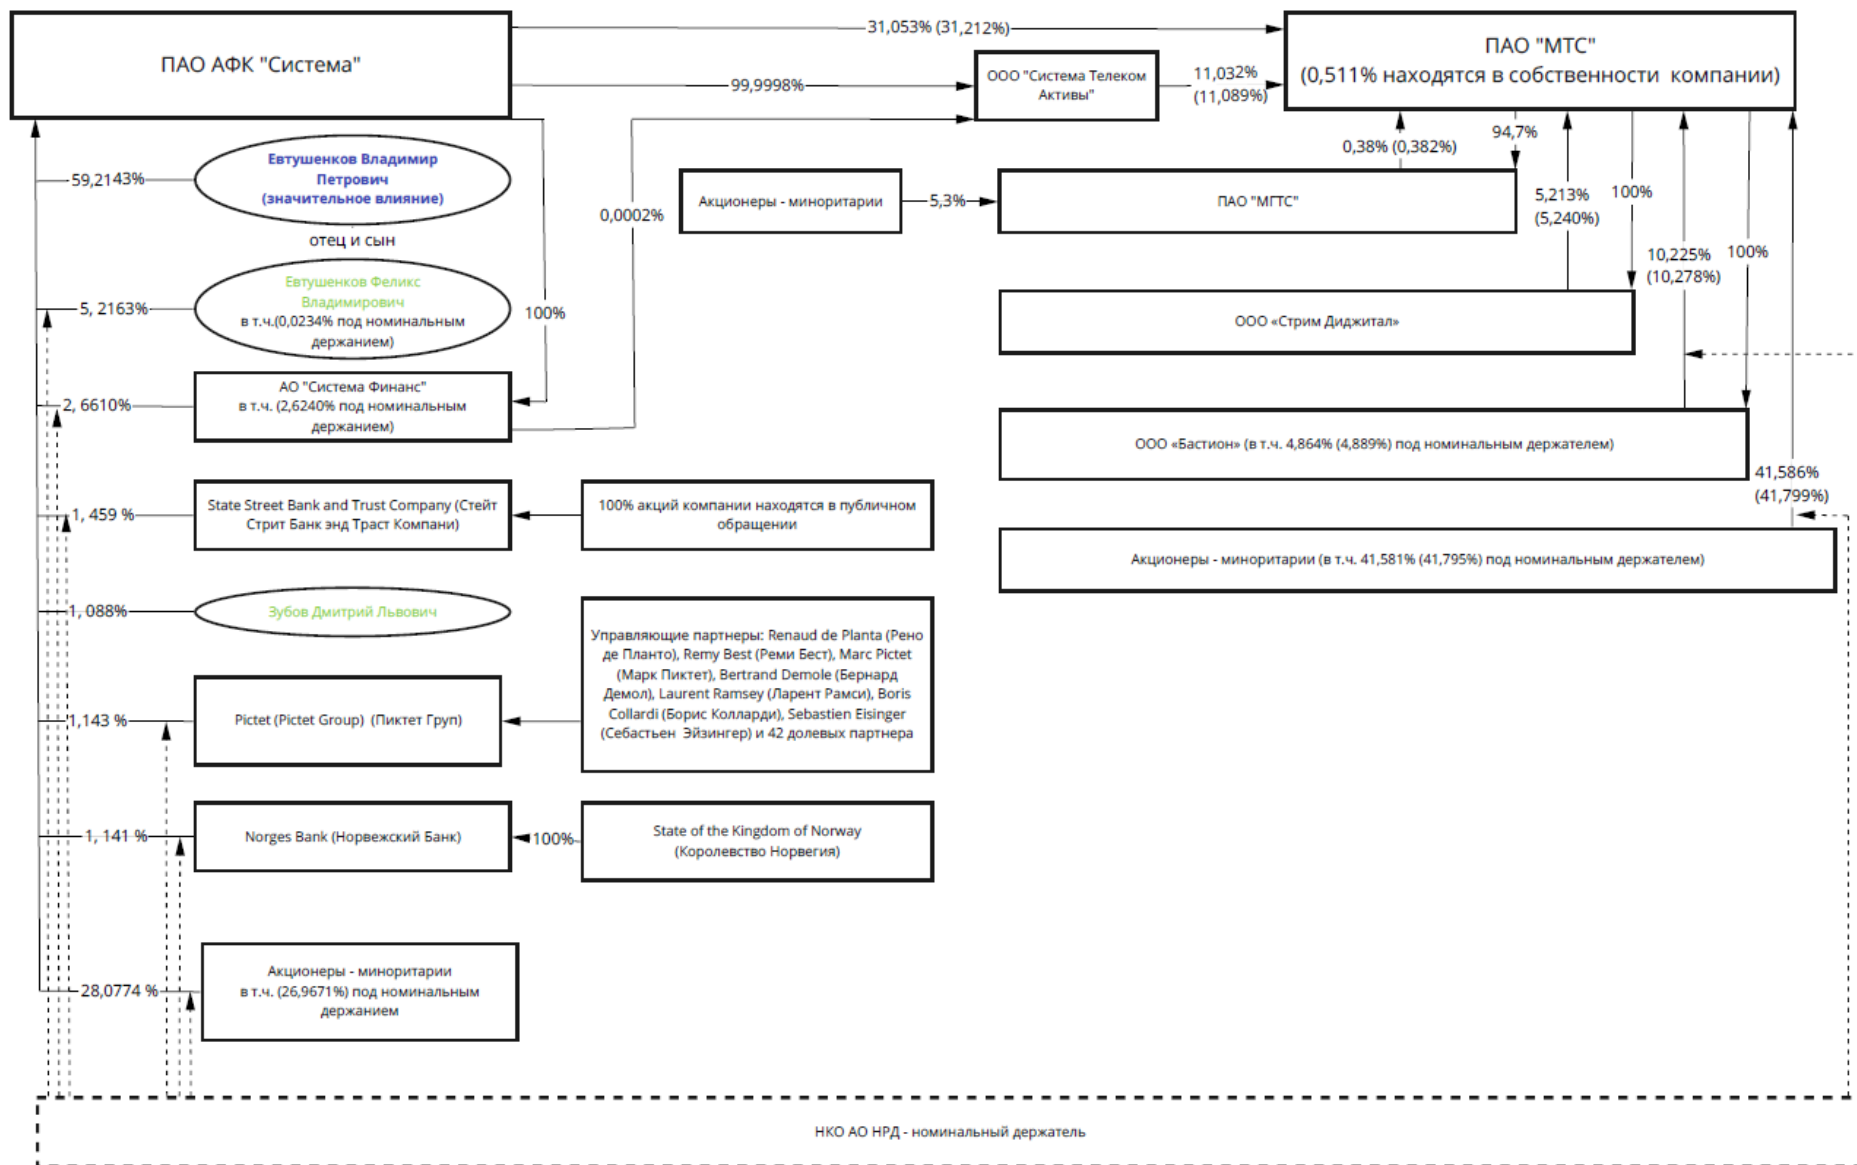 ПАО АФК "Система"
31,053% (31,212%)
99,9998%
ООО "Система Телеком
Активы"
11,032%
(11,089%)
ПАО "МТС"
(0,511% находятся в собственности компании)
59,2143%
Евтушенков Владимир
Петрович
(значительное влияние)
отец и сын
5, 2163%
Евтушенков Феликс
Владимирович
в т.ч.(0,0234% под номинальным
держанием)
100%
0,0002%
Акционеры - миноритарии
5,3%
ПАО "МГТС"
0,38% (0,382%)
94,7%
5,213%
(5,240%)
100%
10,225%
(10,278%)
100%
ООО «Стрим Диджитал»
2, 6610%
АО "Система Финанс"
в т.ч. (2,6240% под номинальным
держанием)
ООО «Бастион» (в т.ч. 4,864% (4,889%) под номинальным держателем)
41,586%
(41,799%)
1, 459 %
State Street Bank and Trust Company (Стейт
Стрит Банк энд Траст Компани)
100% акций компании находятся в публичном
обращении
Акционеры - миноритарии (в т.ч. 41,581% (41,795%) под номинальным держателем)
1, 088%
Зубов Дмитрий Львович
Управляющие партнеры: Renaud de Planta (Рено
де Планто), Remy Best (Реми Бест), Marc Pictet
(Марк Пиктет), Bertrand Demole (Бернард
Демол), Laurent Ramsey (Ларент Рамси), Boris
Collardi (Борис Колларди), Sebastien Eisinger
(Себастьен Эйзингер) и 42 долевых партнера
1,143 %
Pictet (Pictet Group) (Пиктет Груп)
1, 141 %
Norges Bank (Норвежский Банк)
100%
State of the Kingdom of Norway
(Королевство Норвегия)
28,0774 %
Акционеры - миноритарии
в т.ч. (26,9671%) под номинальным
держанием
НКО АО НРД - номинальный держатель